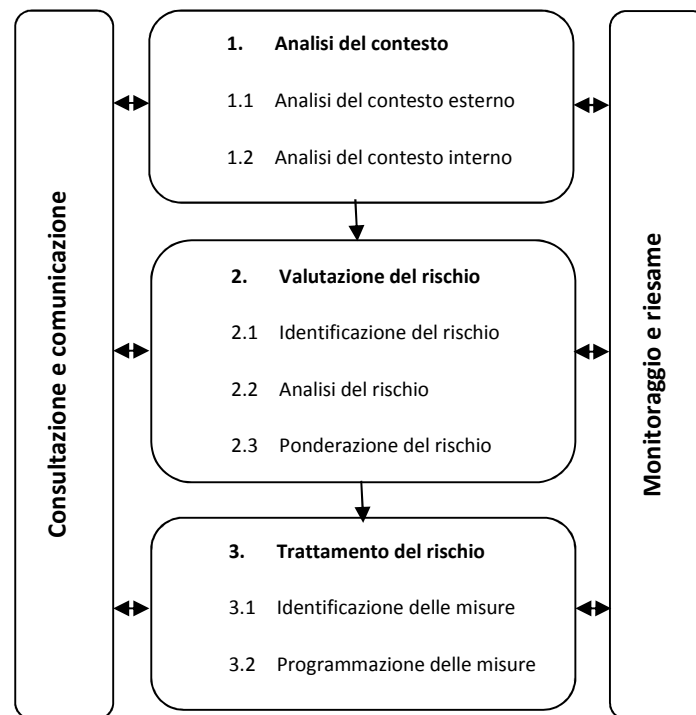 Consultazione e comunicazione
1. Analisi del contesto
1.1 Analisi del contesto esterno
1.2 Analisi del contesto interno
2. Valutazione del rischio
2.1 Identificazione del rischio
2.2 Analisi del rischio
2.3 Ponderazione del rischio
3. Trattamento del rischio
3.1 Identificazione delle misure
3.2 Programmazione delle misure
Monitoraggio e riesame